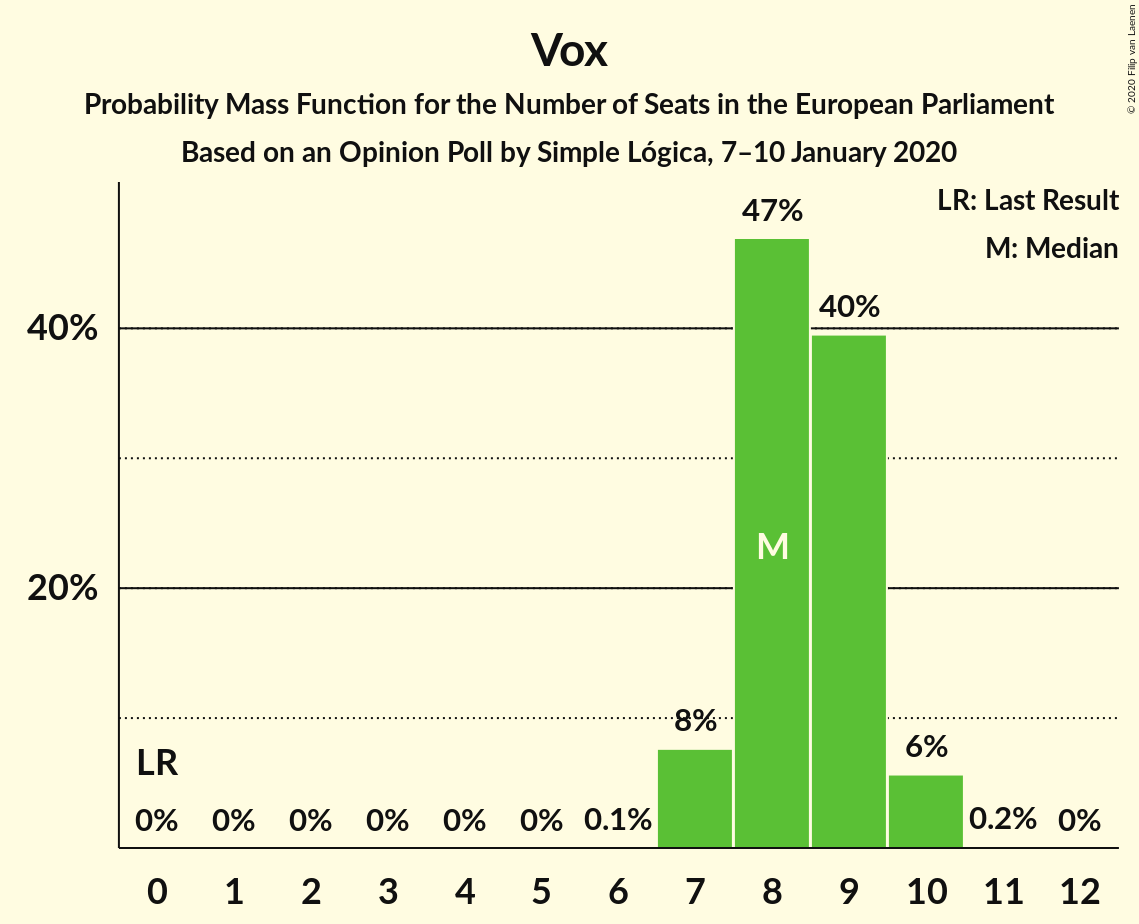 Vox
Probability Mass Function for the Number of Seats in the European Parliament
Based on an Opinion Poll by Simple Lógica, 7–10 January 2020
© 2020 Filip van Laenen
LR: Last Result
M: Median
47%
40%
40%
M
20%
8%
6%
LR
0% 0% 0% 0% 0% 0% 0.1% 0.2% 0%
0 1 2 3 4 5 6 7 8 9 10 11 12